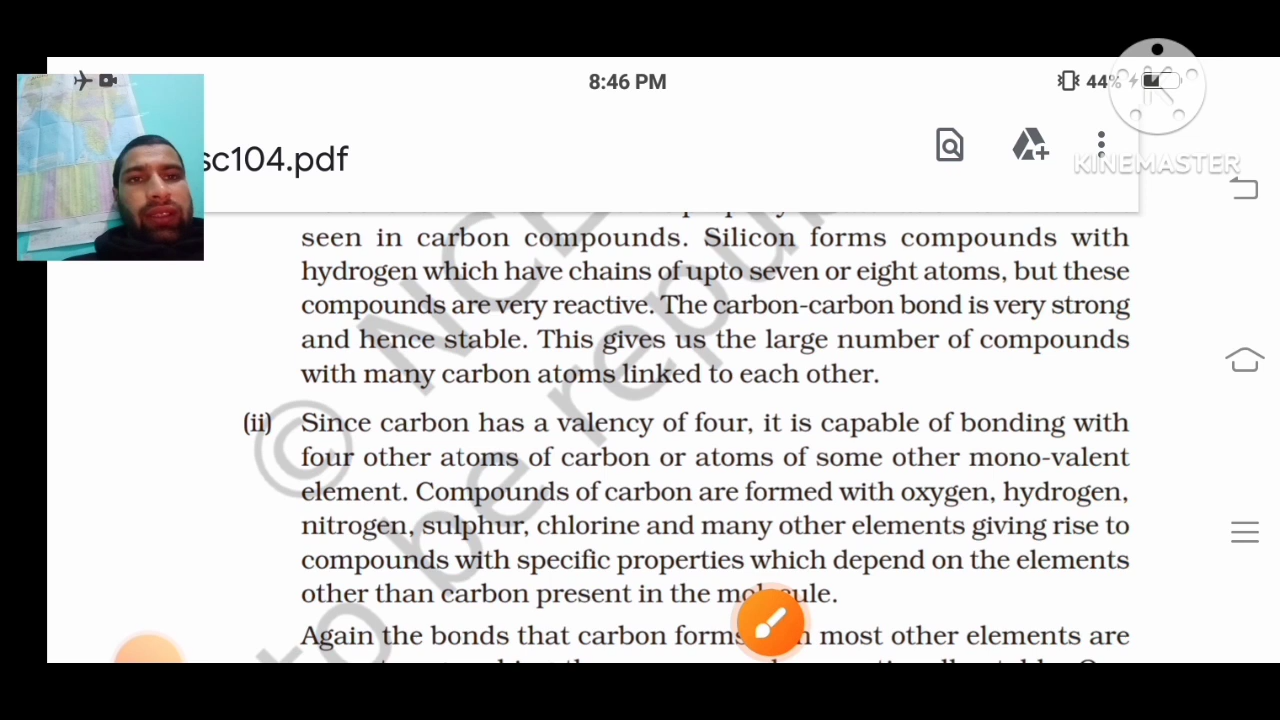 8:46 PM
44%
sc104.pdf
KINEMASTER
seen in carbon compounds. Silicon forms compounds with
hydrogen which have chains of upto seven or eight atoms, but these
compounds are very reactive. The carbon-carbon bond is very strong
and hence stable. This gives us the large number of compounds
with many carbon atoms linked to each other.
(ii) Since carbon has a valency of four, it is capable of bonding with
four other atoms of carbon or atoms of some other mono-valent
element. Compounds of carbon are formed with oxygen, hydrogen,
nitrogen, sulphur, chlorine and many other elements giving rise to
compounds with specific properties which depend on the elements
other than carbon present in the molecule.
Again the bonds that carbon forms most other elements are
© NCE
be repu
to